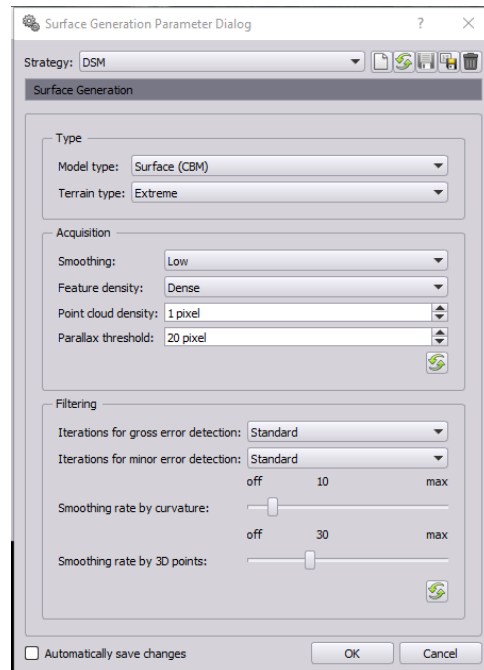 Surface Generation Parameter Dialog ?
Strategy: DSM
Surface Generation
Type
Model type: Surface (CBM)
Terrain type: Extreme
Acquisition
Smoothing: Low
Feature density: Dense
Point cloud density: 1 pixel
Parallax threshold: 20 pixel
Filtering
Iterations for gross error detection: Standard
Iterations for minor error detection: Standard
off 10 max
Smoothing rate by curvature:
off 30 max
Smoothing rate by 3D points:
Automatically save changes OK Cancel